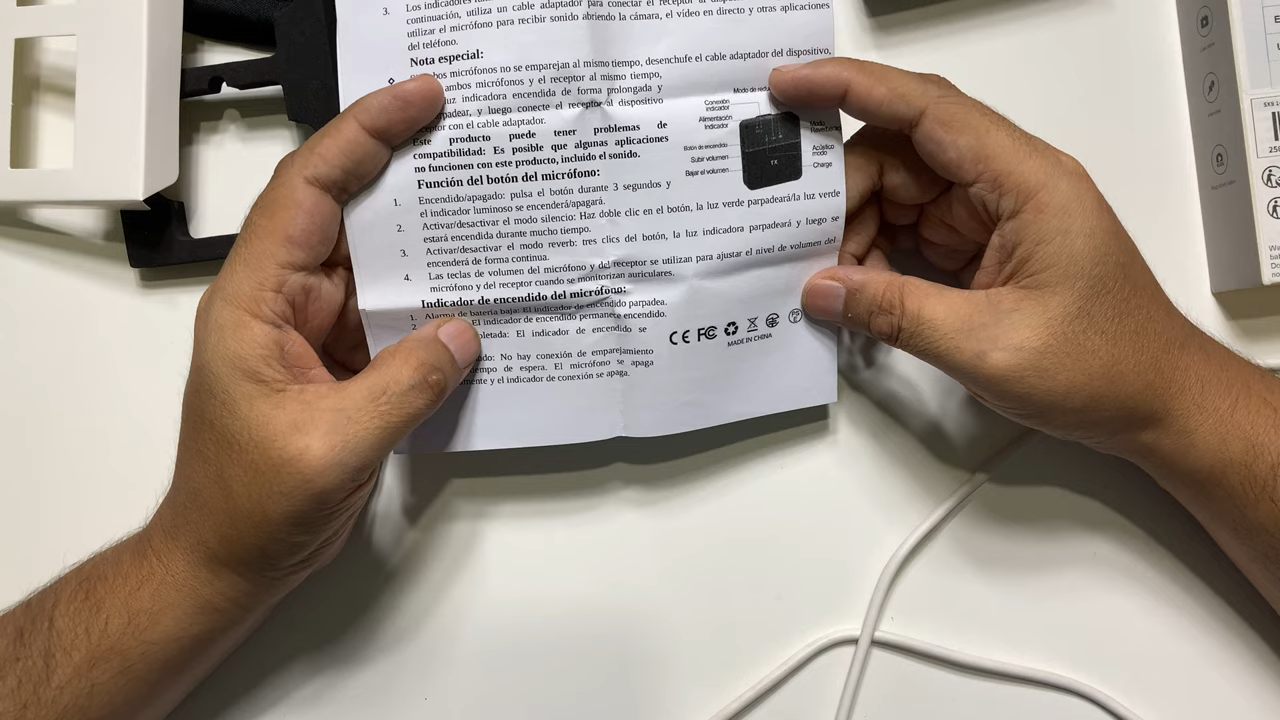 3. Los indicadores
continuación, utiliza un cable adaptador para conectar el receptor al
utilizar el micrófono para recibir sonido abriendo la cámara, el vídeo en directo y otras aplicaciones
del teléfono.
Nota especial:
micrófonos no se emparejan al mismo tiempo, desenchufe el cable adaptador del dispositivo,
ambos micrófonos y el receptor al mismo tiempo,
indicadora encendida de forma prolongada y
y luego conecte el receptor al dispositivo
con el cable adaptador.
Este producto puede tener problemas de
compatibilidad: Es posible que algunas aplicaciones
no funcionen con este producto, incluido el sonido.
Modo de
Conexión
indicador
Alimentación
Indicador
Botón de encendido
Subir volumen
Bajar el volumen
TX
Modo
Acústico
modo
Charge
Función del botón del micrófono:
1. Encendido/apagado: pulsa el botón durante 3 segundos y
el indicador luminoso se encenderá/apagará.
2. Activar/desactivar el modo silencio: Haz doble clic en el botón, la luz verde parpadeará/la luz verde
estará encendida durante mucho tiempo.
3. Activar/desactivar el modo reverb: tres clics del botón, la luz indicadora parpadeará y luego se
encenderá de forma continua.
4. Las teclas de volumen del micrófono y del receptor se utilizan para ajustar el nivel de volumen del
micrófono y del receptor cuando se monitorizan auriculares.
Indicador de encendido del micrófono:
1. Alarma de batería baja: El indicador de encendido parpadea.
2. El indicador de encendido permanece encendido.
El indicador de encendido se
No hay conexión de emparejamiento
de espera. El micrófono se apaga
y el indicador de conexión se apaga.
CE FC
MADE IN CHINA